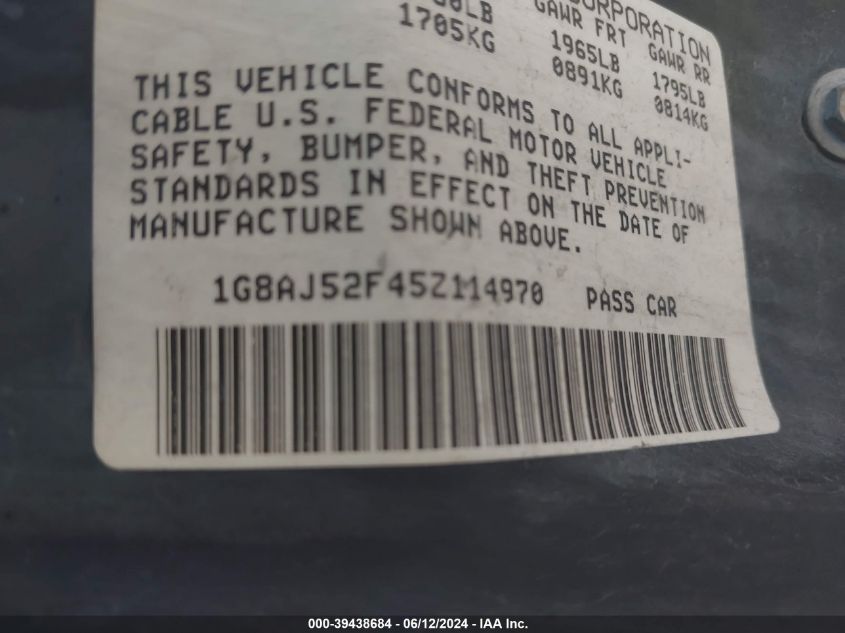 CORPORATION
GAWR FRT GAWR RR
1965LB 1795LB
1705KG 0891KG 0814KG
THIS VEHICLE CONFORMS TO ALL APPLI-
CABLE U.S. FEDERAL MOTOR VEHICLE
SAFETY, BUMPER, AND THEFT PREVENTION
STANDARDS IN EFFECT ON THE DATE OF
MANUFACTURE SHOWN ABOVE.
1G8AJ52F45Z114970 PASS CAR
000-39438684 - 06/12/2024 - IAA Inc.